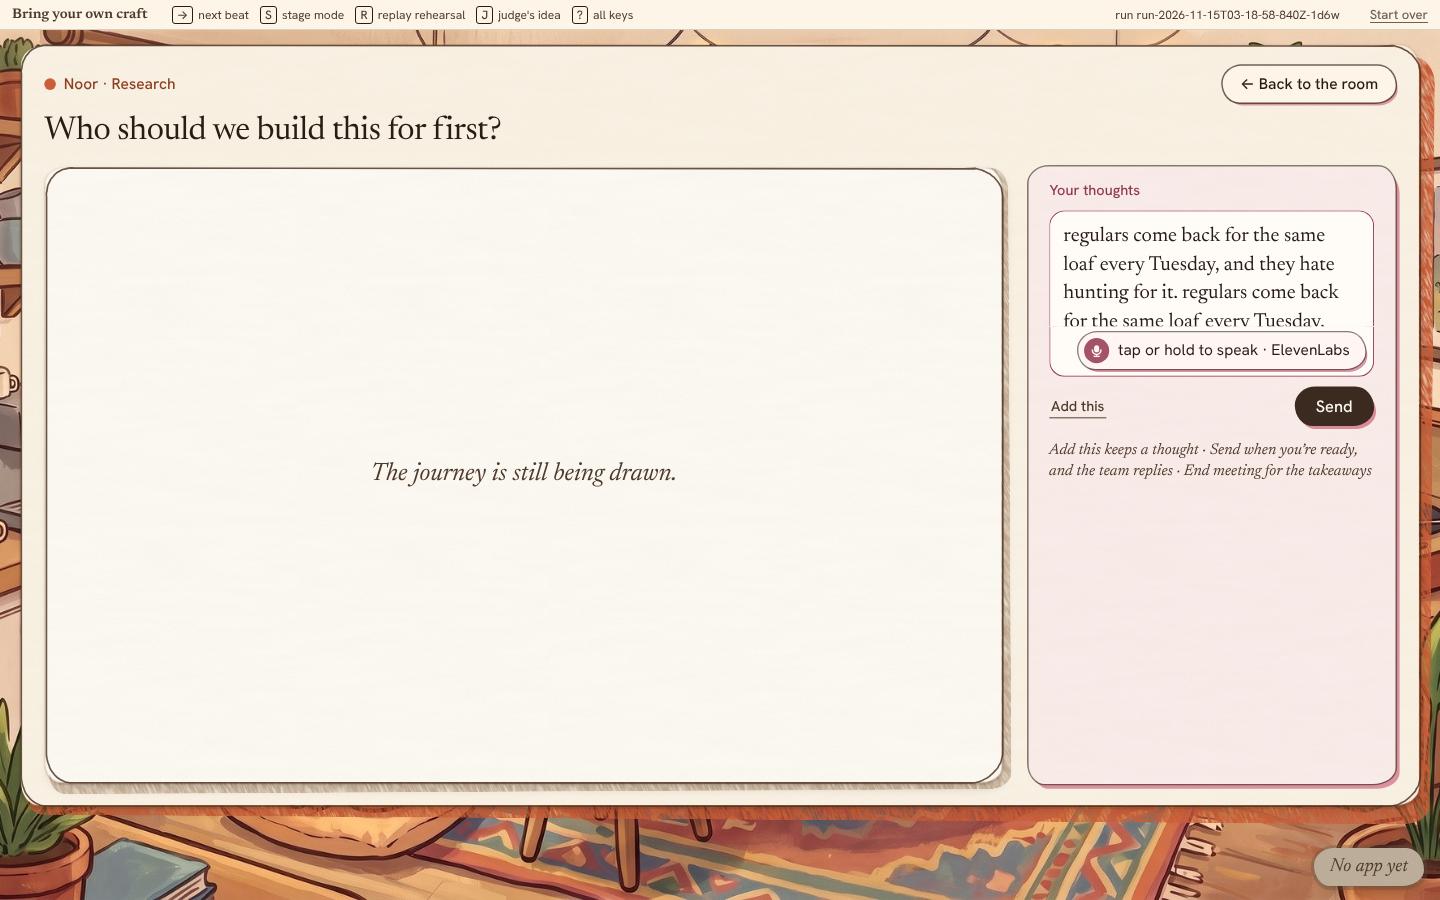 Bring your own craft → next beat S stage mode R replay rehearsal J judge's idea ? all keys run run-2026-11-15T03-18-58-840Z-1d6w Start over
Noor · Research
← Back to the room
Who should we build this for first?
The journey is still being drawn.
Your thoughts
regulars come back for the same
loaf every Tuesday, and they hate
hunting for it. regulars come back
for the same loaf every Tuesday,
tap or hold to speak · ElevenLabs
Add this
Send
Add this keeps a thought · Send when you’re ready,
and the team replies · End meeting for the takeaways
No app yet